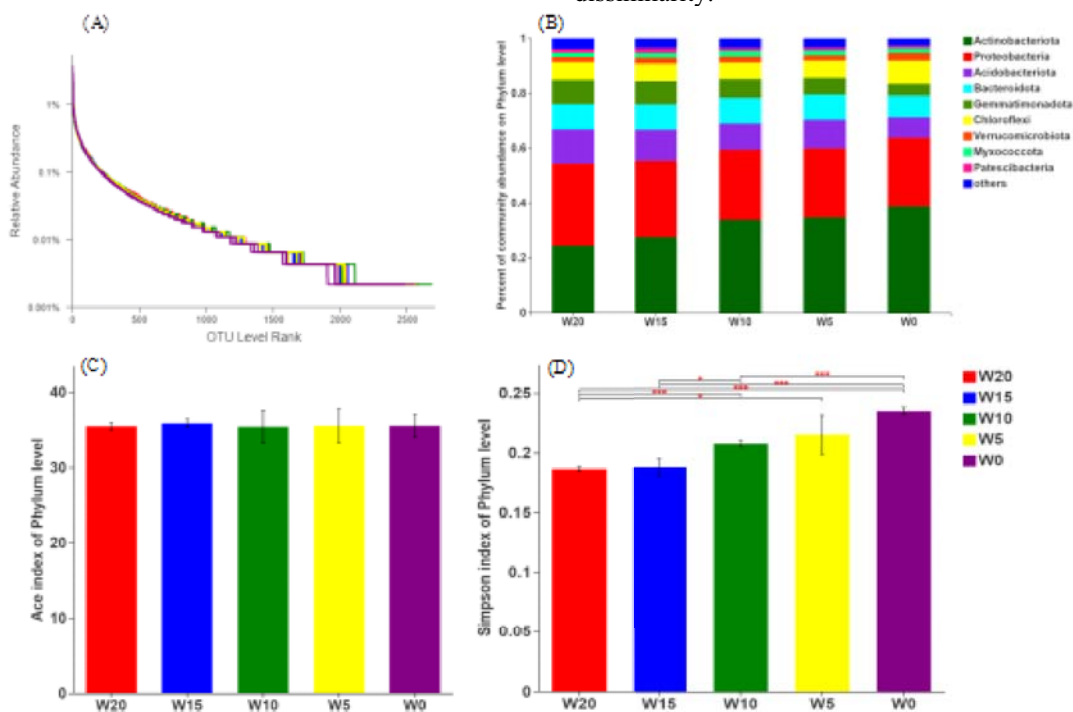 dissimilarity.
(A)
1%
0.1%
0.01%
0.001%
Relative Abundance
0
500
1000
1500
2000
2500
OTU Level Rank
(B)
1
0.8
0.6
0.4
0.2
0
Percent of community abundance on Phylum level
W20
W15
W10
W5
W0
Actinobacteriota
Proteobacteria
Acidobacteriota
Bacteroidota
Gemmatimonadota
Chloroflexi
Verrucomicrobiota
Myxococcota
Patescibacteria
others
(C)
40
30
20
10
0
Ace index of Phylum level
W20
W15
W10
W5
W0
(D)
0.25
0.2
0.15
0.1
0.05
0
Simpson index of Phylum level
*
***
***
***
*
W20
W15
W10
W5
W0
W20
W15
W10
W5
W0